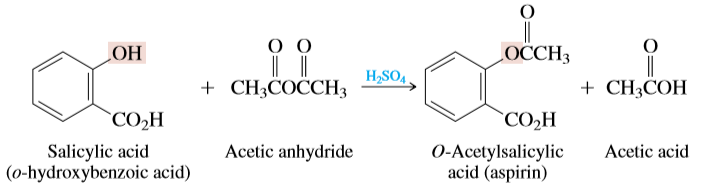 O
OH O O OCCH₃ O
+ CH₃COCCH₃ H₂SO₄ + CH₃COH
CO₂H CO₂H
Salicylic acid Acetic anhydride O-Acetylsalicylic Acetic acid
(o-hydroxybenzoic acid) acid (aspirin)